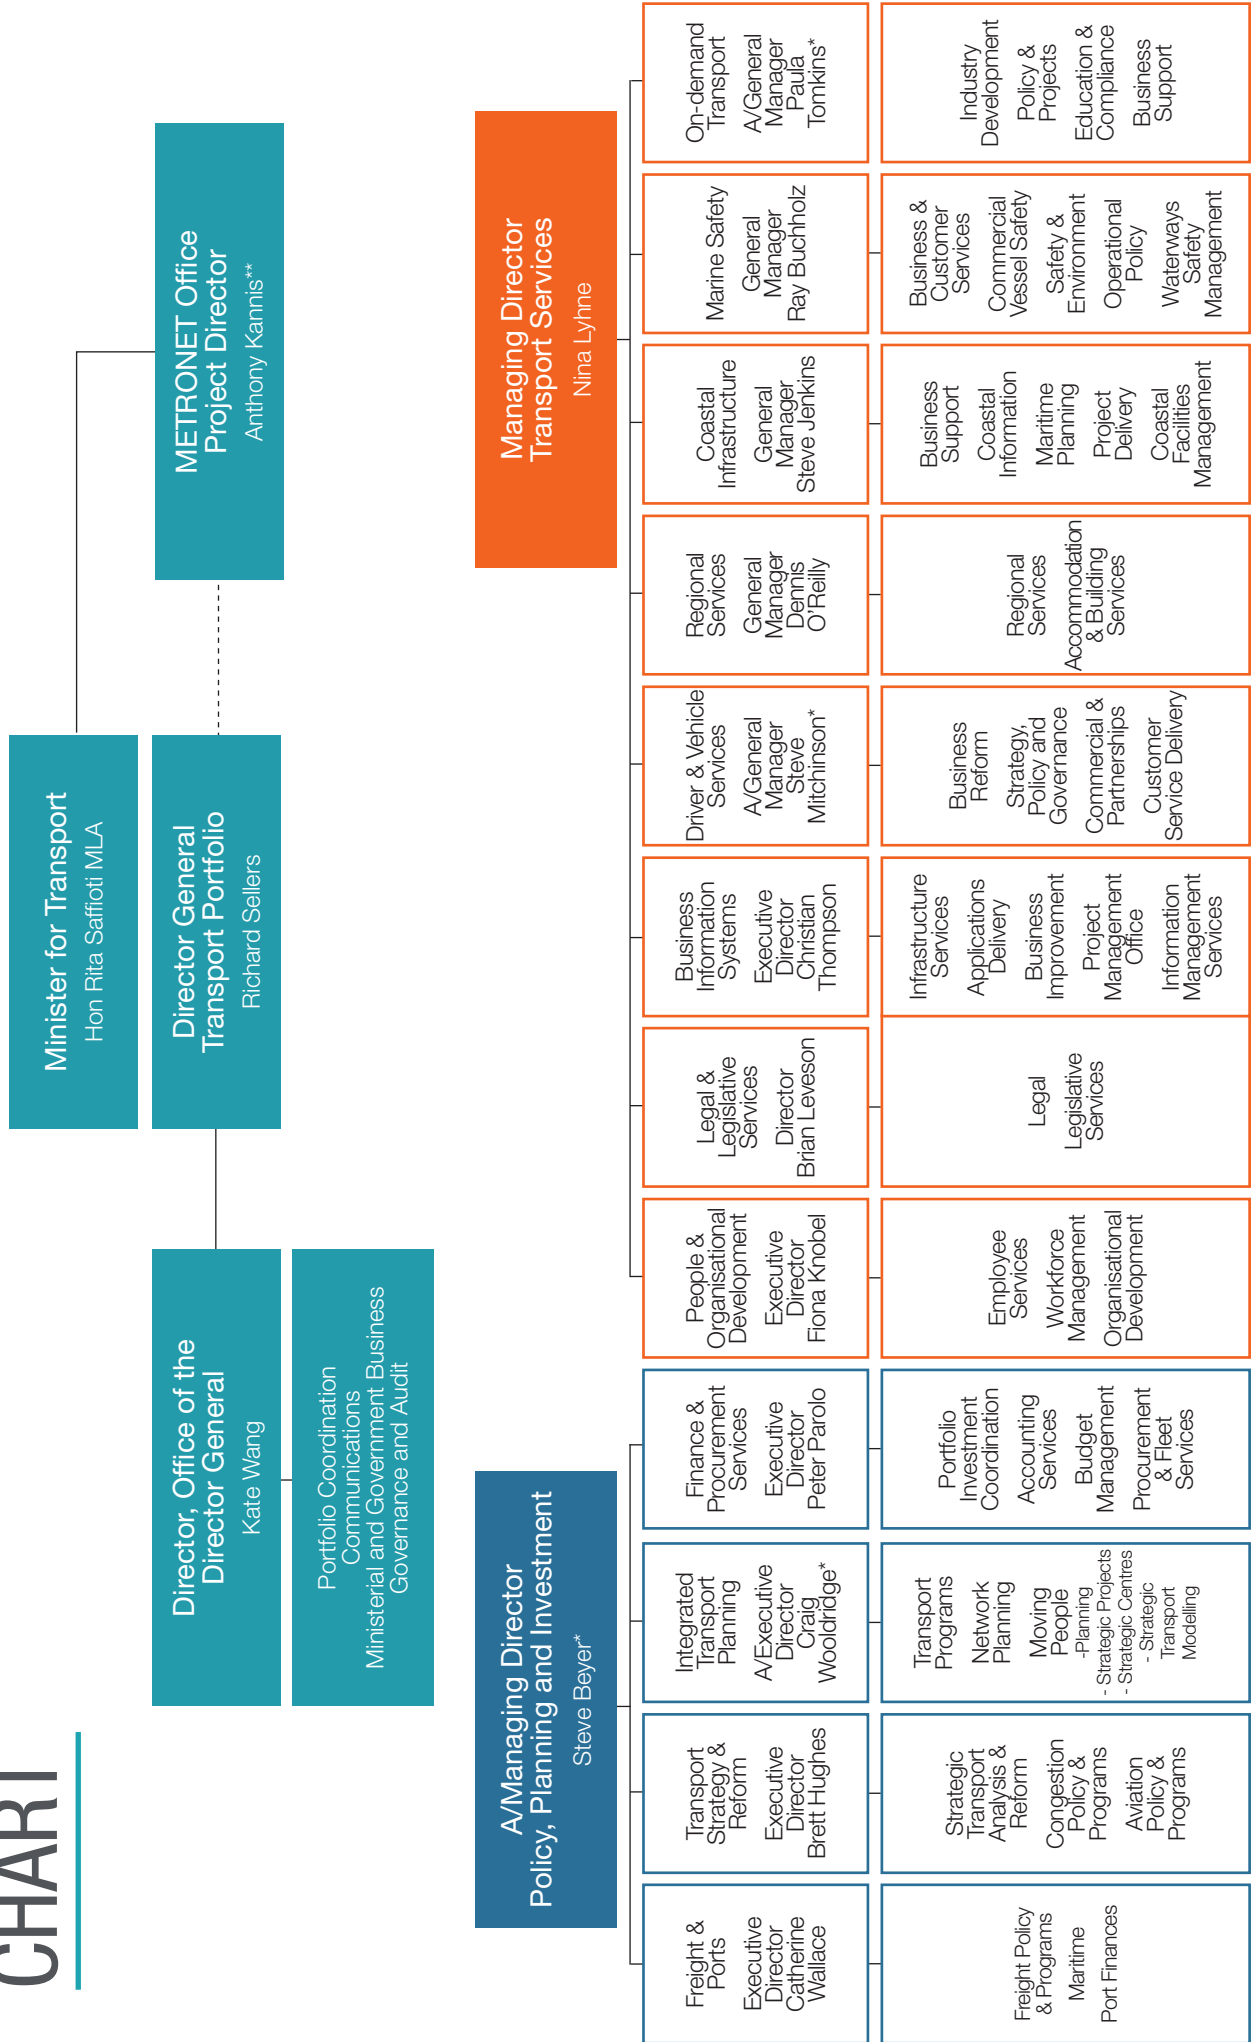 CHART
Minister for Transport
Hon Rita Saffioti MLA
Director, Office of the
Director General
Kate Wang
Director General
Transport Portfolio
Richard Sellers
METRONET Office
Project Director
Anthony Kannis**
Portfolio Coordination
Communications
Ministerial and Government Business
Governance and Audit
A/Managing Director
Policy, Planning and Investment
Steve Beyer*
Managing Director
Transport Services
Nina Lyhne
Freight &
Ports
Executive
Director
Catherine
Wallace
Transport
Strategy &
Reform
Executive
Director
Brett Hughes
Integrated
Transport
Planning
A/Executive
Director
Craig
Wooldridge*
Finance &
Procurement
Services
Executive
Director
Peter Parolo
People &
Organisational
Development
Executive
Director
Fiona Knobel
Legal &
Legislative
Services
Director
Brian Leveson
Business
Information
Systems
Executive
Director
Christian
Thompson
Driver & Vehicle
Services
A/General
Manager
Steve
Mitchinson*
Regional
Services
General
Manager
Dennis
O'Reilly
Coastal
Infrastructure
General
Manager
Steve Jenkins
Marine Safety
General
Manager
Ray Buchholz
On-demand
Transport
A/General
Manager
Paula
Tomkins*
Freight Policy
& Programs
Maritime
Port Finances
Strategic
Transport
Analysis &
Reform
Congestion
Policy &
Programs
Aviation
Policy &
Programs
Transport
Programs
Network
Planning
Moving
People
-Planning
- Strategic Projects
- Strategic Centres
- Strategic
Transport
Modelling
Portfolio
Investment
Coordination
Accounting
Services
Budget
Management
Procurement
& Fleet
Services
Employee
Services
Workforce
Management
Organisational
Development
Legal
Legislative
Services
Infrastructure
Services
Applications
Delivery
Business
Improvement
Project
Management
Office
Information
Management
Services
Business
Reform
Strategy,
Policy and
Governance
Commercial &
Partnerships
Customer
Service Delivery
Regional
Services
Accommodation
& Building
Services
Business
Support
Coastal
Information
Maritime
Planning
Project
Delivery
Coastal
Facilities
Management
Business &
Customer
Services
Commercial
Vessel Safety
Safety &
Environment
Operational
Policy
Waterways
Safety
Management
Industry
Development
Policy &
Projects
Education &
Compliance
Business
Support